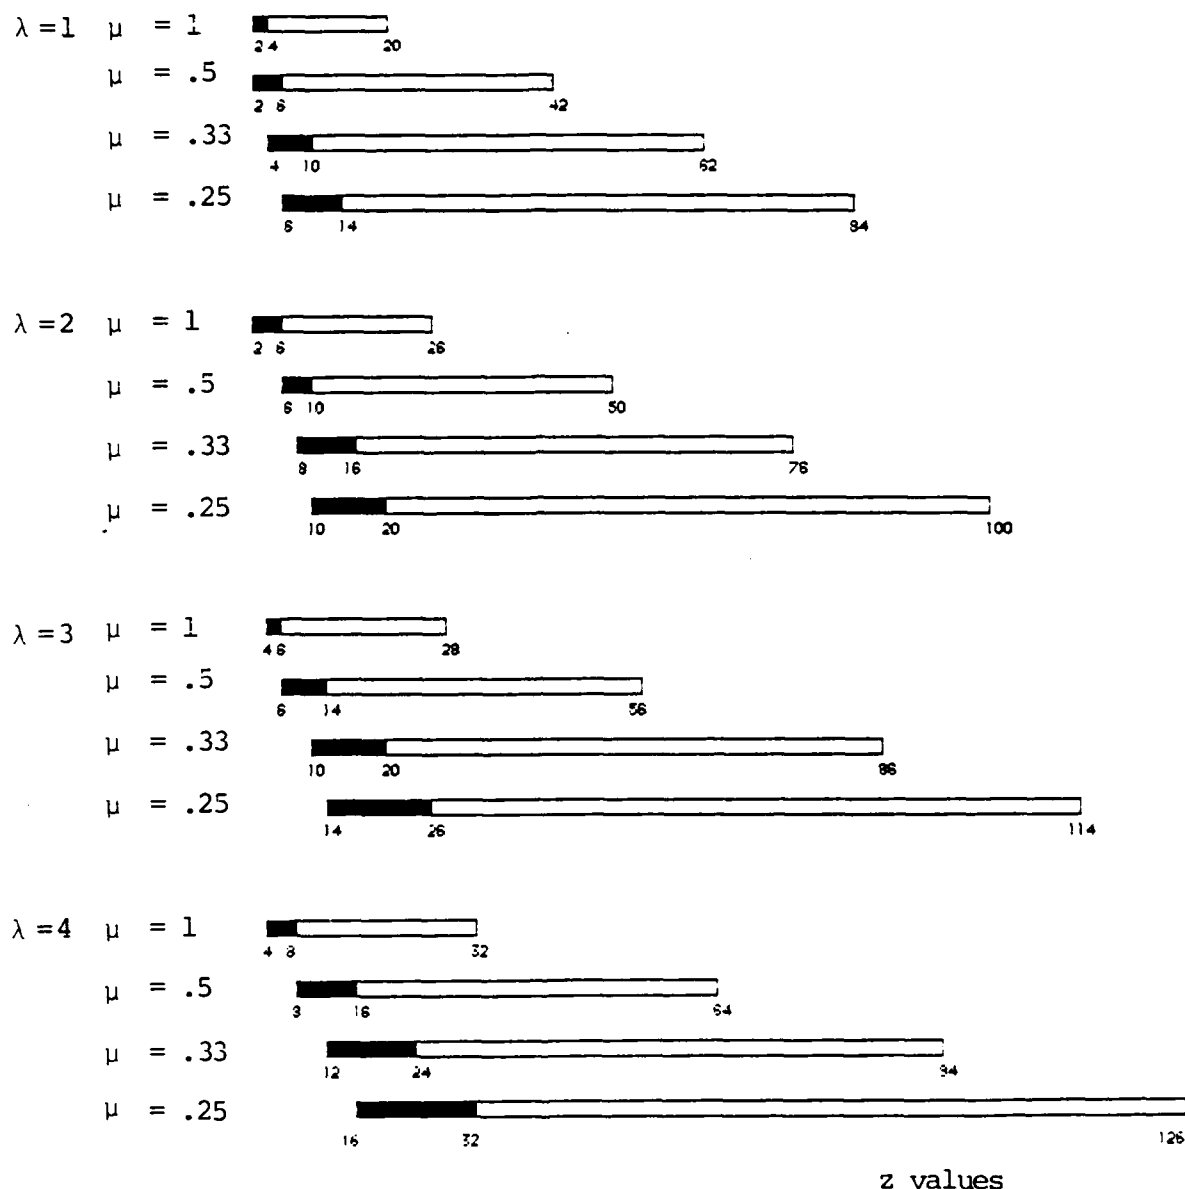 λ=1 μ = 1
2 4 20
μ = .5
2 6 42
μ = .33
4 10 62
μ = .25
6 14 84
λ=2 μ = 1
2 6 26
μ = .5
6 10 50
μ = .33
8 16 76
μ = .25
10 20 100
λ=3 μ = 1
4 6 28
μ = .5
6 14 56
μ = .33
10 20 86
μ = .25
14 26 114
λ=4 μ = 1
4 8 32
μ = .5
8 16 64
μ = .33
12 24 94
μ = .25
16 32 126
z values